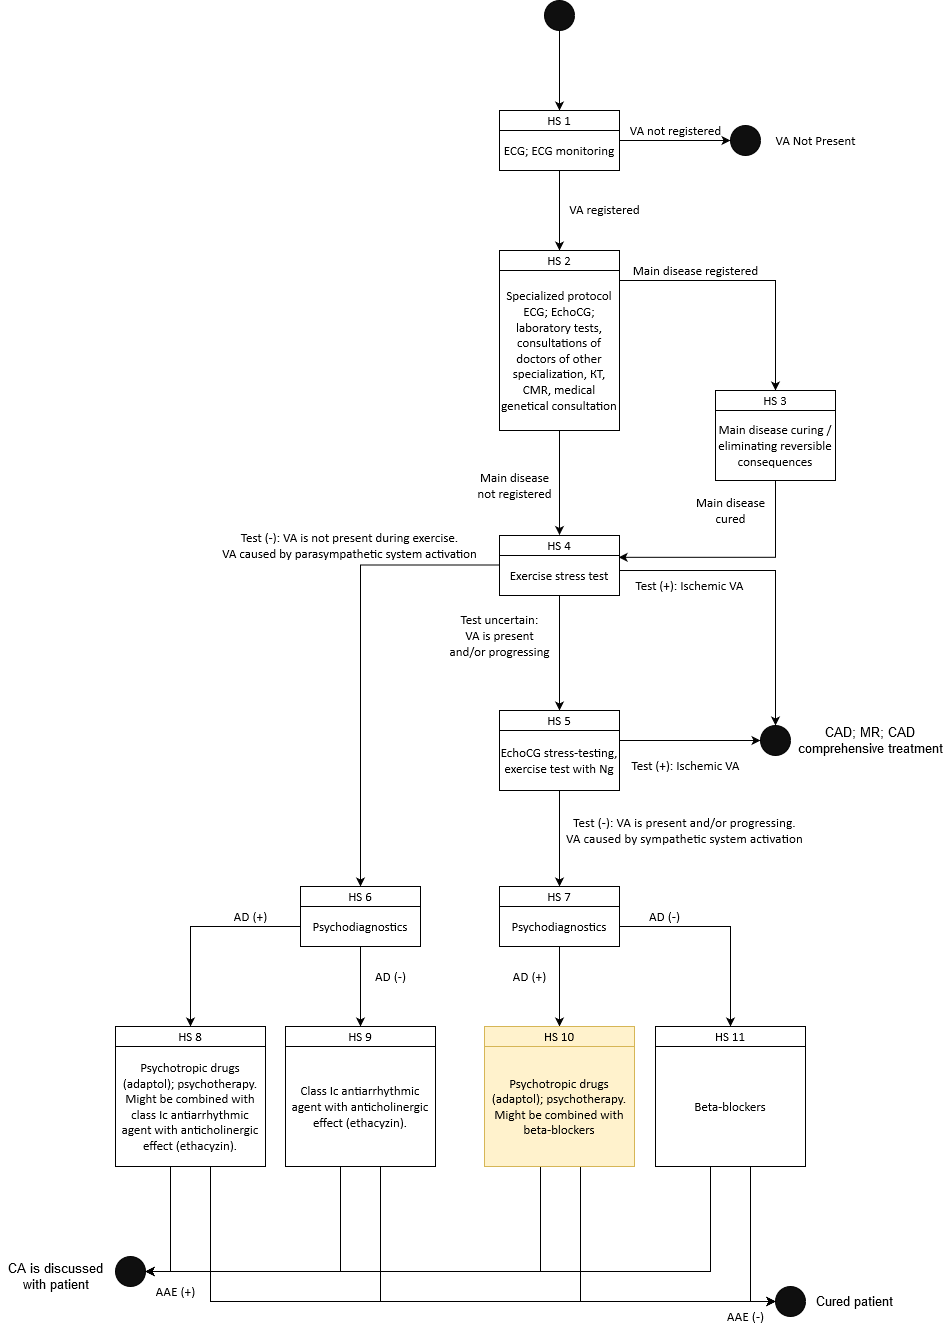 HS 1
ECG; ECG monitoring
VA not registered
VA Not Present
VA registered
HS 2
Specialized protocol
ECG; EchoCG;
laboratory tests,
consultations of
doctors of other
specialization, KT,
CMR, medical
genetical consultation
Main disease registered
HS 3
Main disease curing /
eliminating reversible
consequences
Main disease
not registered
Main disease
cured
Test (-): VA is not present during exercise.
VA caused by parasympathetic system activation
HS 4
Exercise stress test
Test (+): Ischemic VA
Test uncertain:
VA is present
and/or progressing
HS 5
EchoCG stress-testing,
exercise test with Ng
Test (+): Ischemic VA
CAD; MR; CAD
comprehensive treatment
Test (-): VA is present and/or progressing.
VA caused by sympathetic system activation
HS 6
Psychodiagnostics
AD (+)
AD (-)
HS 7
Psychodiagnostics
AD (-)
AD (+)
HS 8
Psychotropic drugs
(adaptol); psychotherapy.
Might be combined with
class Ic antiarrhythmic
agent with anticholinergic
effect (ethacyzin).
HS 9
Class Ic antiarrhythmic
agent with anticholinergic
effect (ethacyzin).
HS 10
Psychotropic drugs
(adaptol); psychotherapy.
Might be combined with
beta-blockers
HS 11
Beta-blockers
CA is discussed
with patient
AAE (+)
Cured patient
AAE (-)